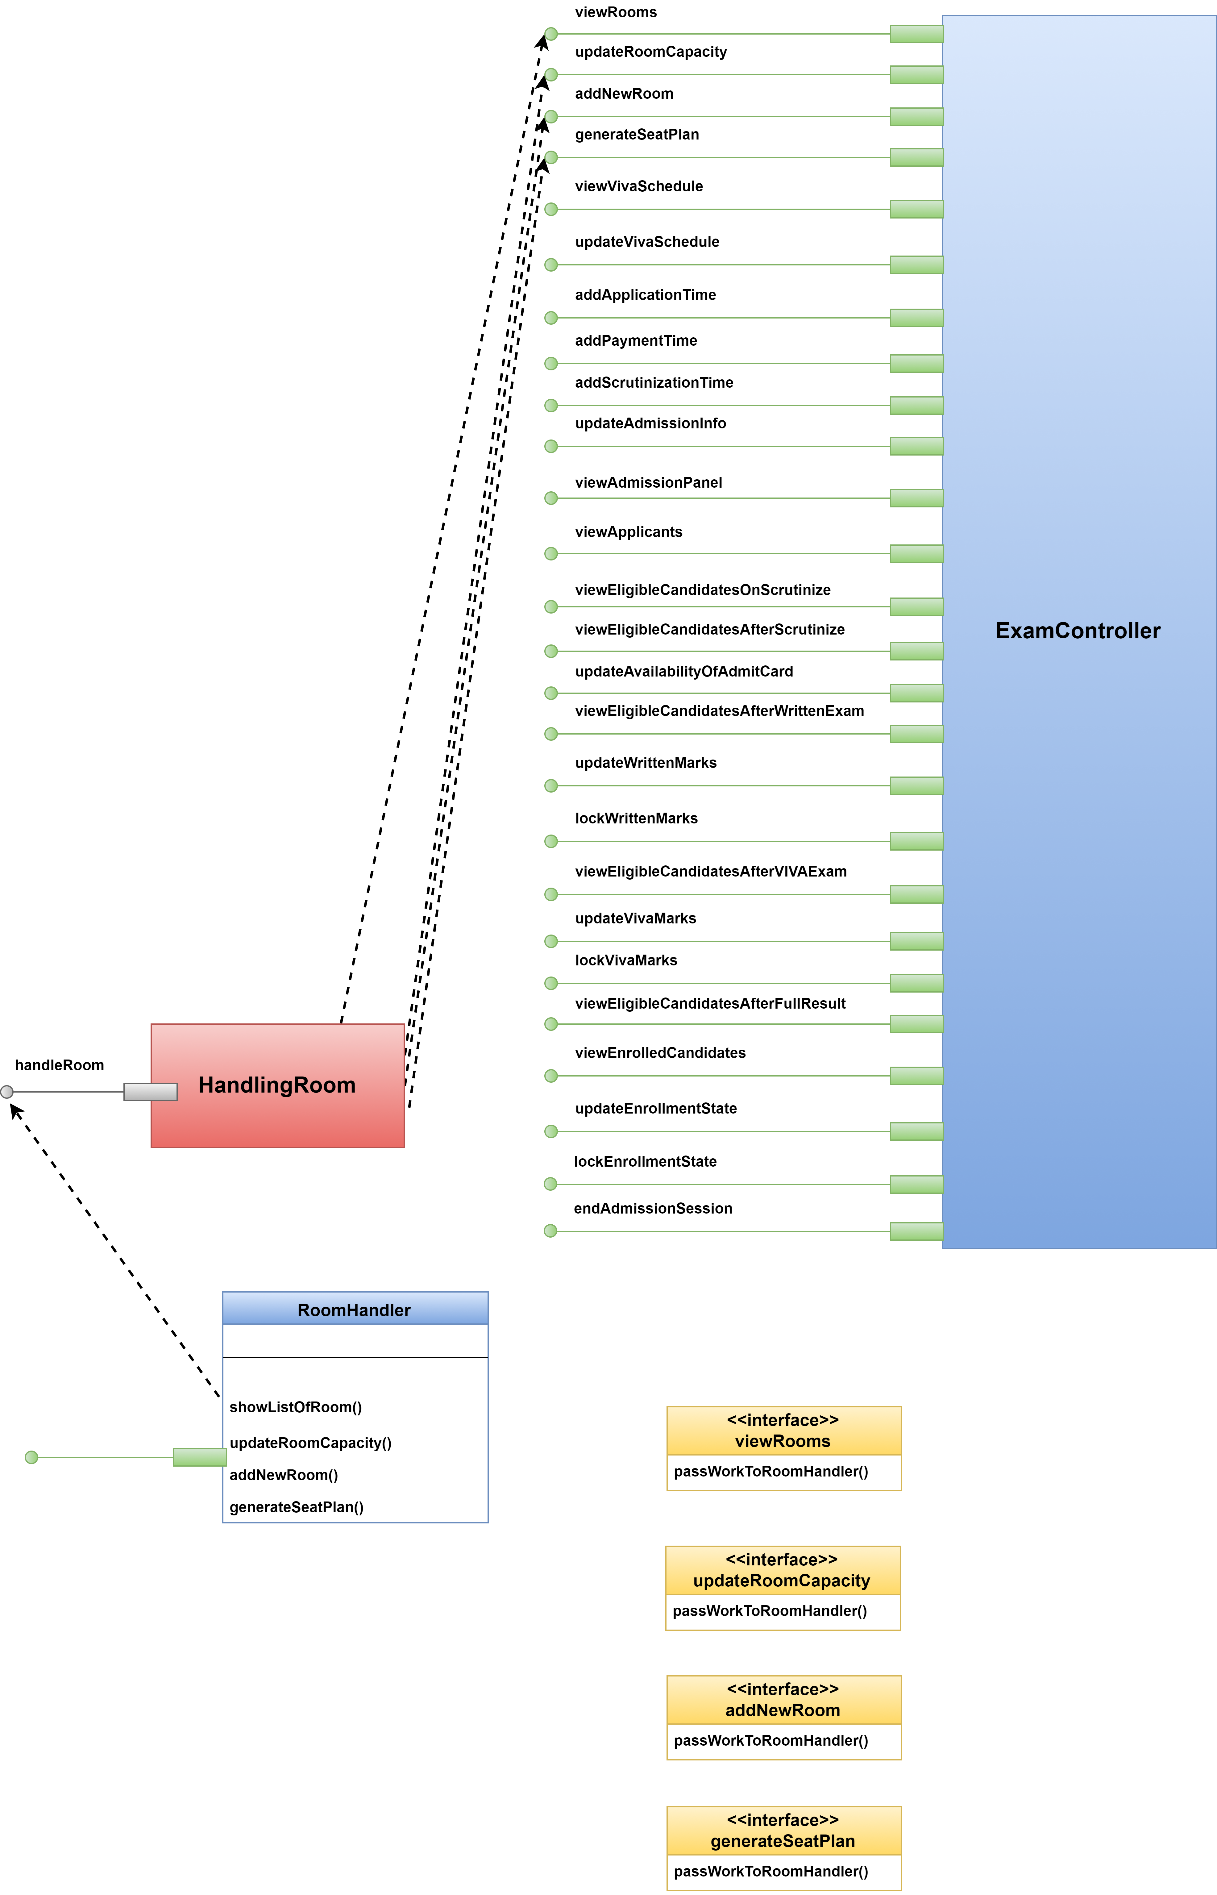 viewRooms
updateRoomCapacity
addNewRoom
generateSeatPlan
viewVivaSchedule
updateVivaSchedule
addApplicationTime
addPaymentTime
addScrutinizationTime
updateAdmissionInfo
viewAdmissionPanel
viewApplicants
viewEligibleCandidatesOnScrutinize
viewEligibleCandidatesAfterScrutinize
updateAvailabilityOfAdmitCard
viewEligibleCandidatesAfterWrittenExam
updateWrittenMarks
lockWrittenMarks
viewEligibleCandidatesAfterVIVAExam
updateVivaMarks
lockVivaMarks
viewEligibleCandidatesAfterFullResult
viewEnrolledCandidates
updateEnrollmentState
lockEnrollmentState
endAdmissionSession
ExamController
handleRoom
HandlingRoom
RoomHandler
showListOfRoom()
updateRoomCapacity()
addNewRoom()
generateSeatPlan()
<<interface>>
viewRooms
passWorkToRoomHandler()
<<interface>>
updateRoomCapacity
passWorkToRoomHandler()
<<interface>>
addNewRoom
passWorkToRoomHandler()
<<interface>>
generateSeatPlan
passWorkToRoomHandler()